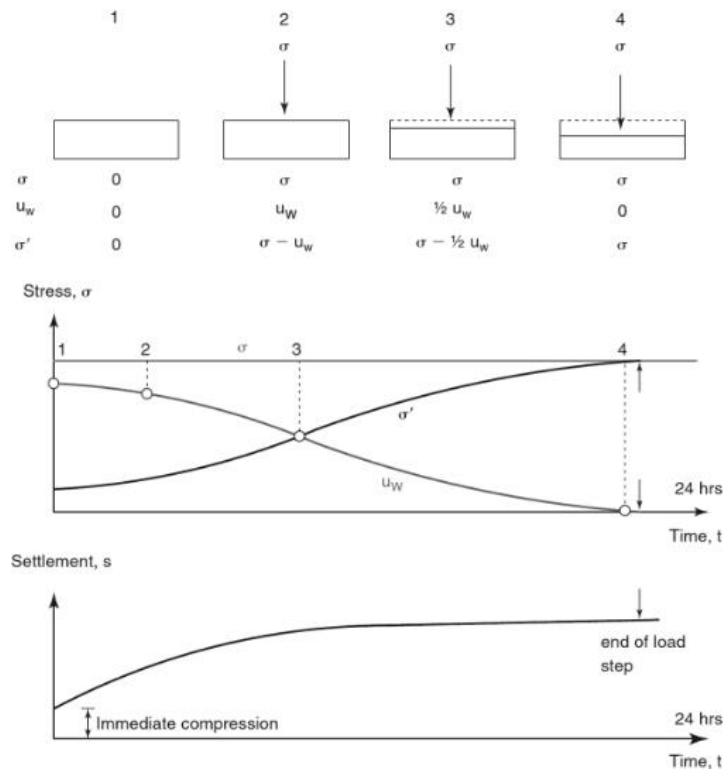 1 2 3 4
σ σ σ
σ 0 σ σ σ
u_w 0 u_W ½ u_w 0
σ′ 0 σ − u_w σ − ½ u_w σ
Stress, σ
1 2 σ 3 4
σ′
u_W
24 hrs
Time, t
Settlement, s
end of load
step
Immediate compression
24 hrs
Time, t